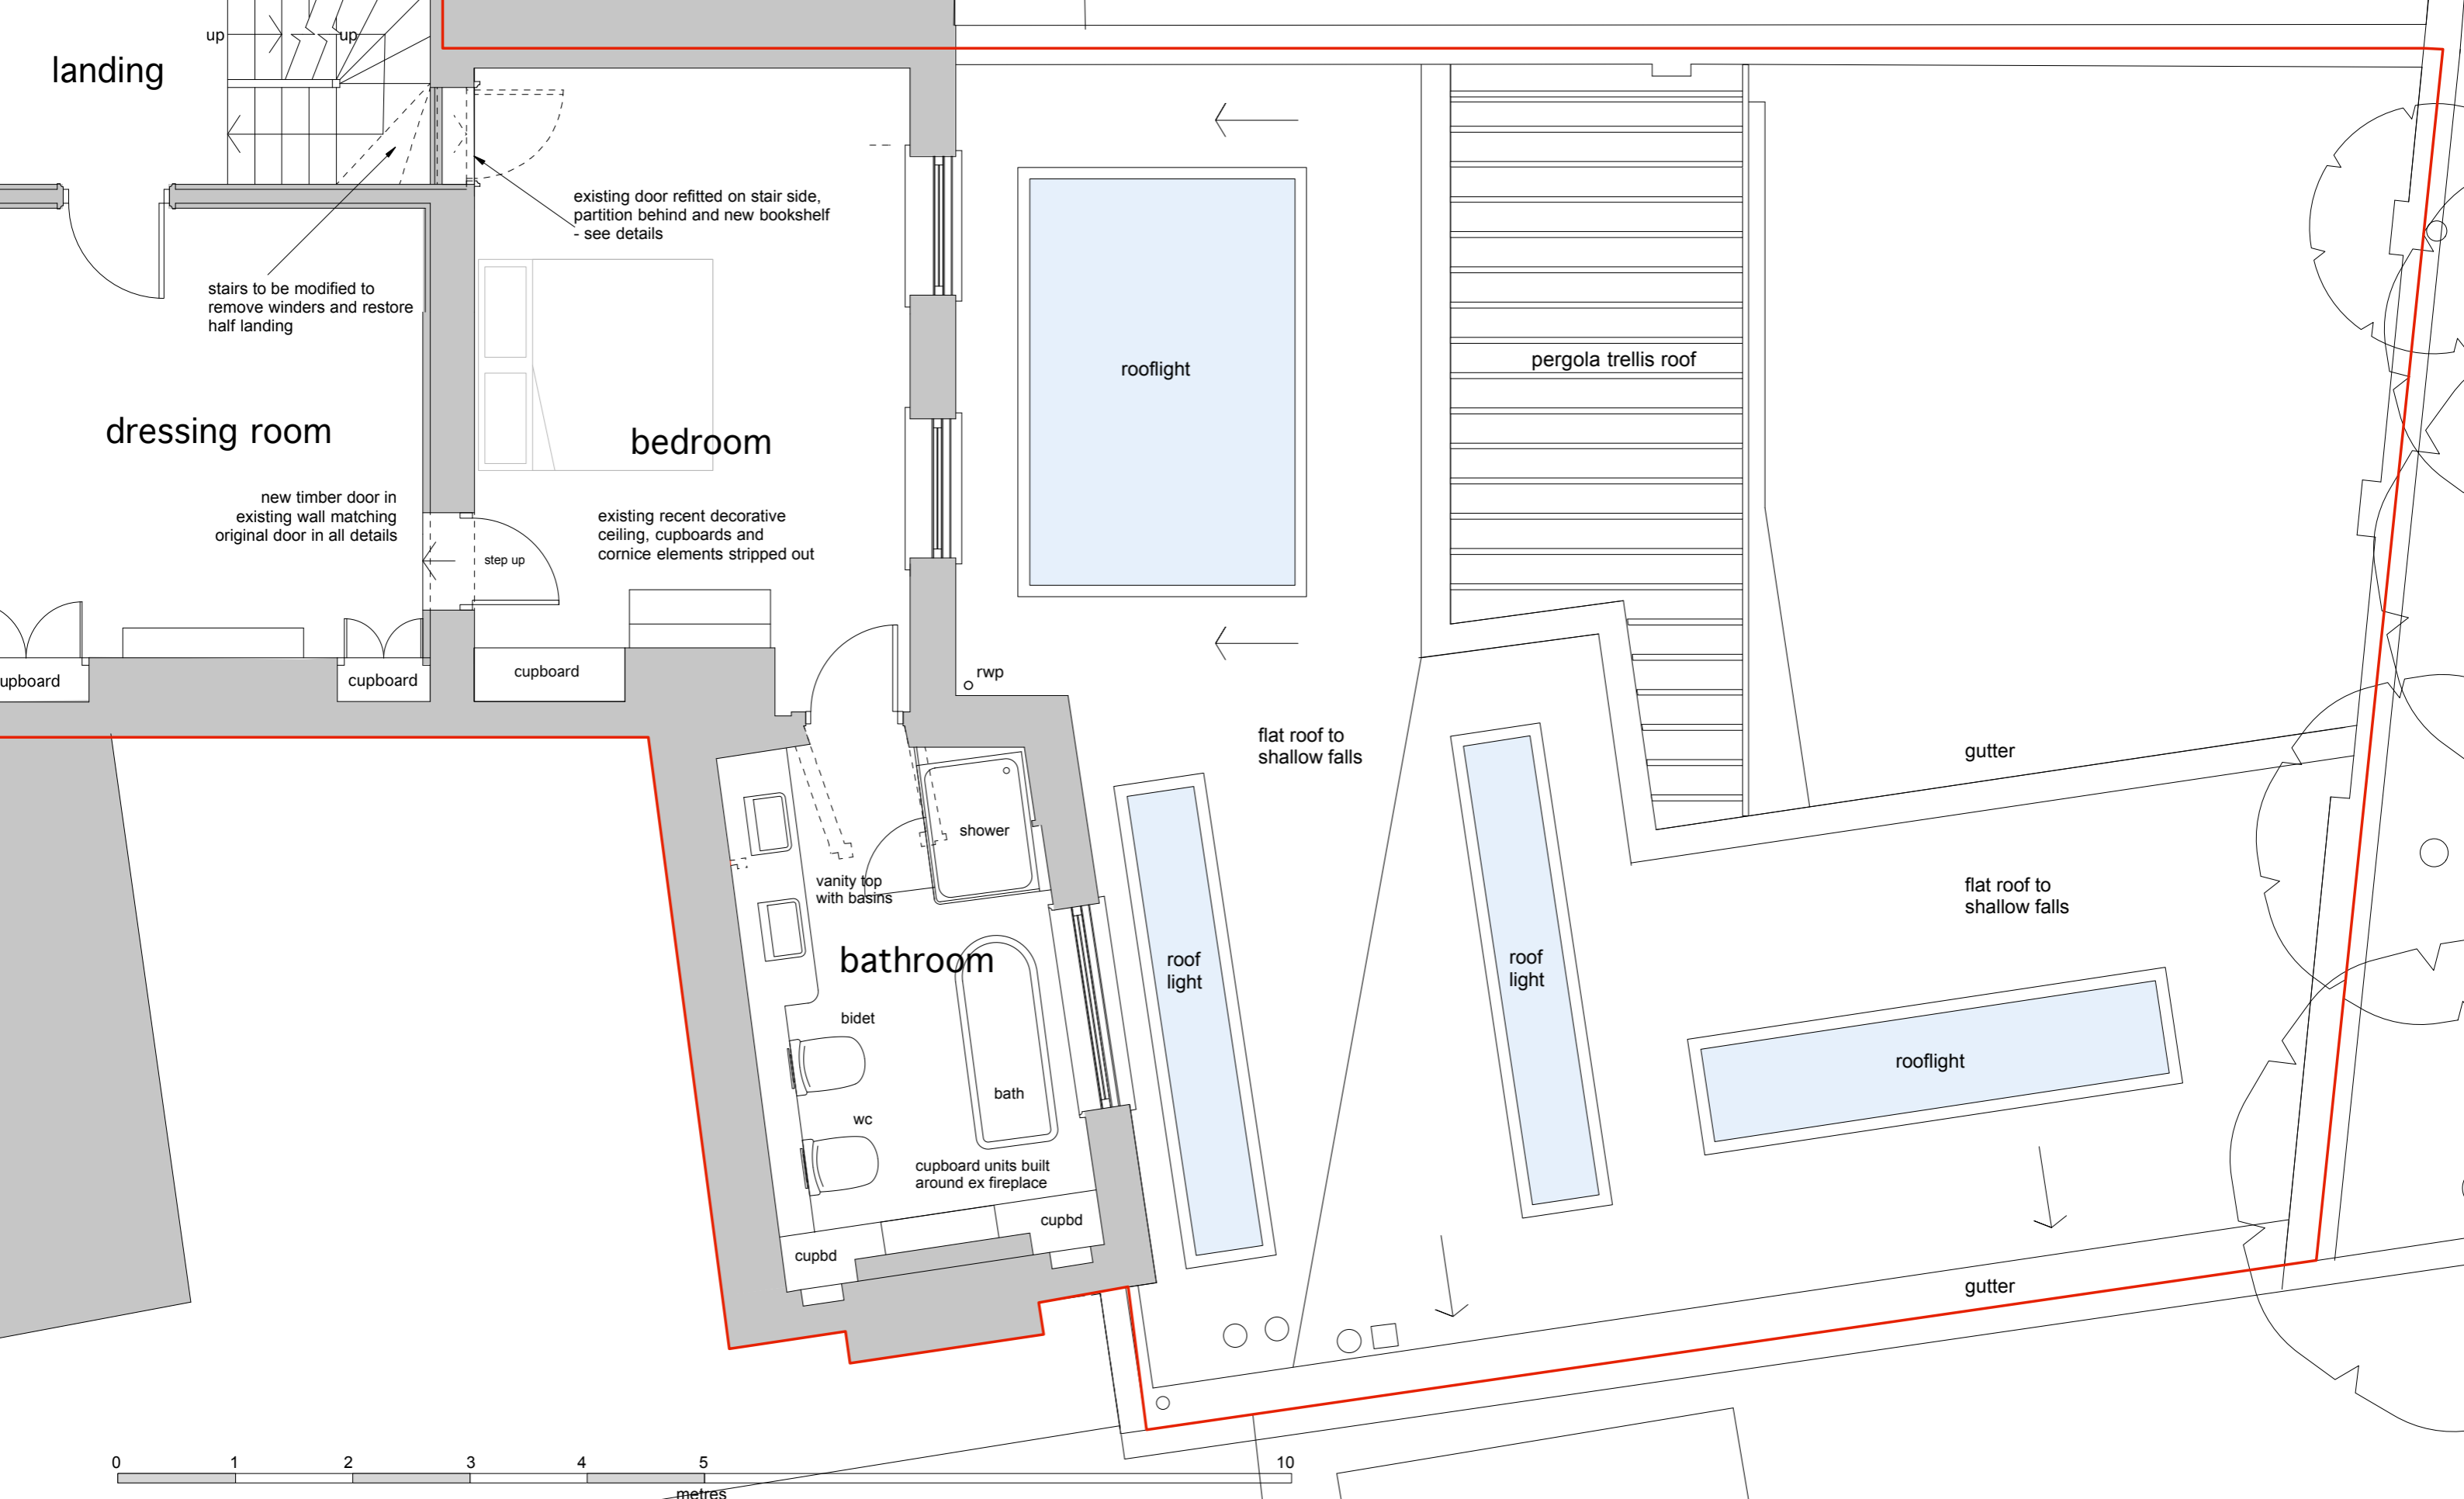 up
up
landing
existing door refitted on stair side,
partition behind and new bookshelf
- see details
stairs to be modified to
remove winders and restore
half landing
rooflight
pergola trellis roof
dressing room
bedroom
new timber door in
existing wall matching
original door in all details
existing recent decorative
ceiling, cupboards and
cornice elements stripped out
step up
upboard
cupboard
cupboard
rwp
flat roof to
shallow falls
gutter
shower
vanity top
with basins
flat roof to
shallow falls
bathroom
roof
light
roof
light
bidet
rooflight
bath
wc
cupboard units built
around ex fireplace
cupbd
cupbd
gutter
0 1 2 3 4 5 10
metres